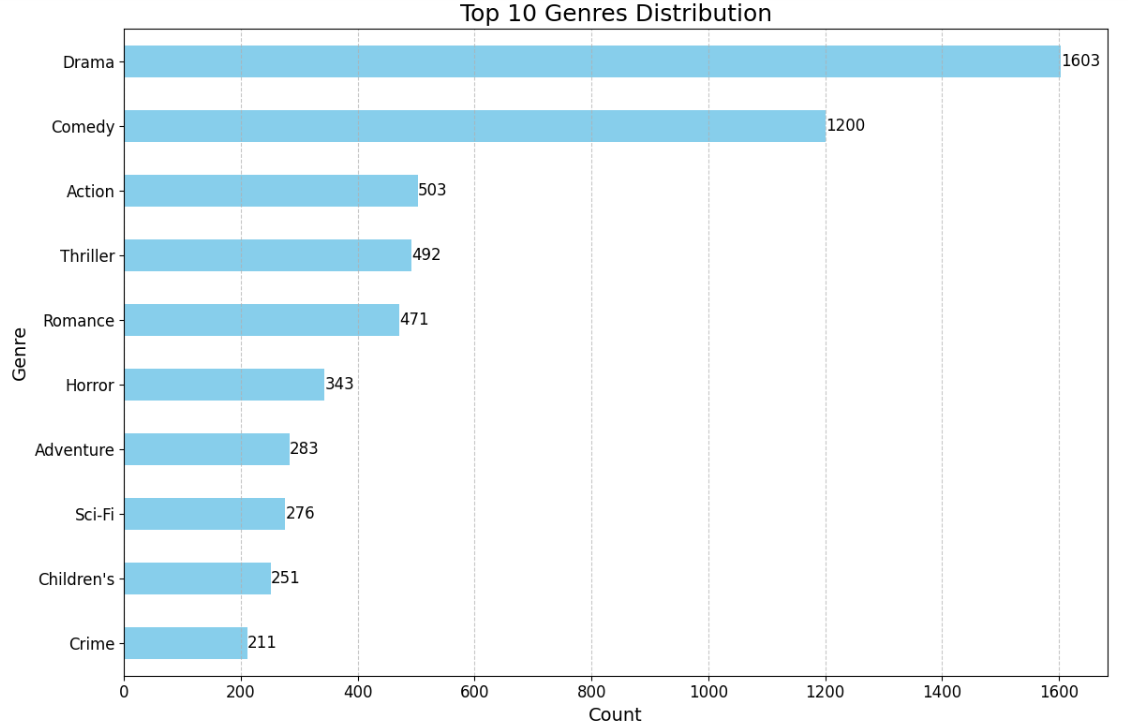 Top 10 Genres Distribution
Drama 1603
Comedy 1200
Action 503
Thriller 492
Romance 471
Horror 343
Adventure 283
Sci-Fi 276
Children's 251
Crime 211
Genre
0 200 400 600 800 1000 1200 1400 1600
Count